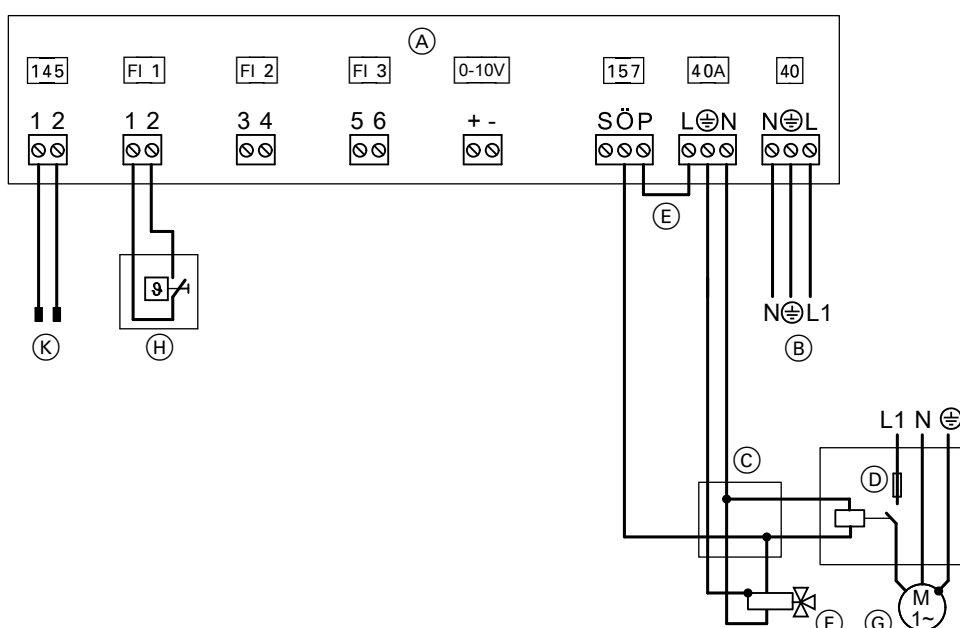 A
145 FI 1 FI 2 FI 3 0-10V 157 40A 40
1 2 1 2 3 4 5 6 + - S Ö P L ⏚ N N ⏚ L
E
ϑ
N ⏚ L1
K H B
L1 N ⏚
C
D
M
1~
F G